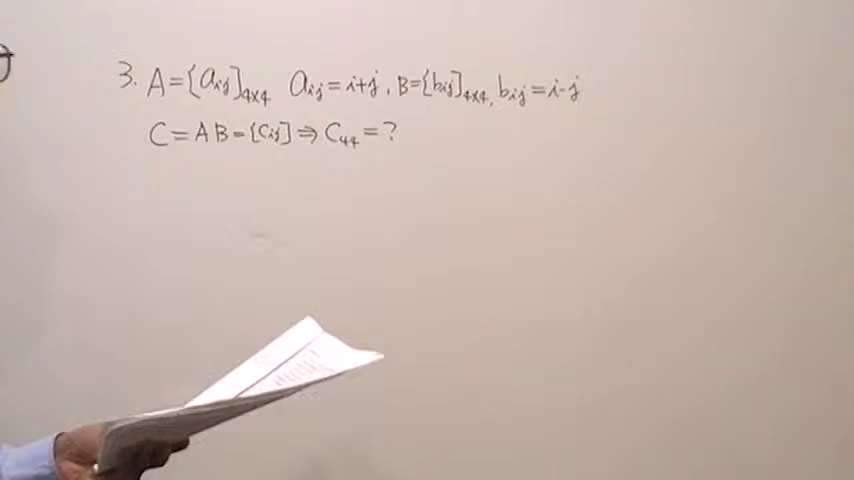 3. A=[aij]4x4 aij=i+j, B=[bij]4x4, bij=i-j
C=AB=[cij]⇒C44=?